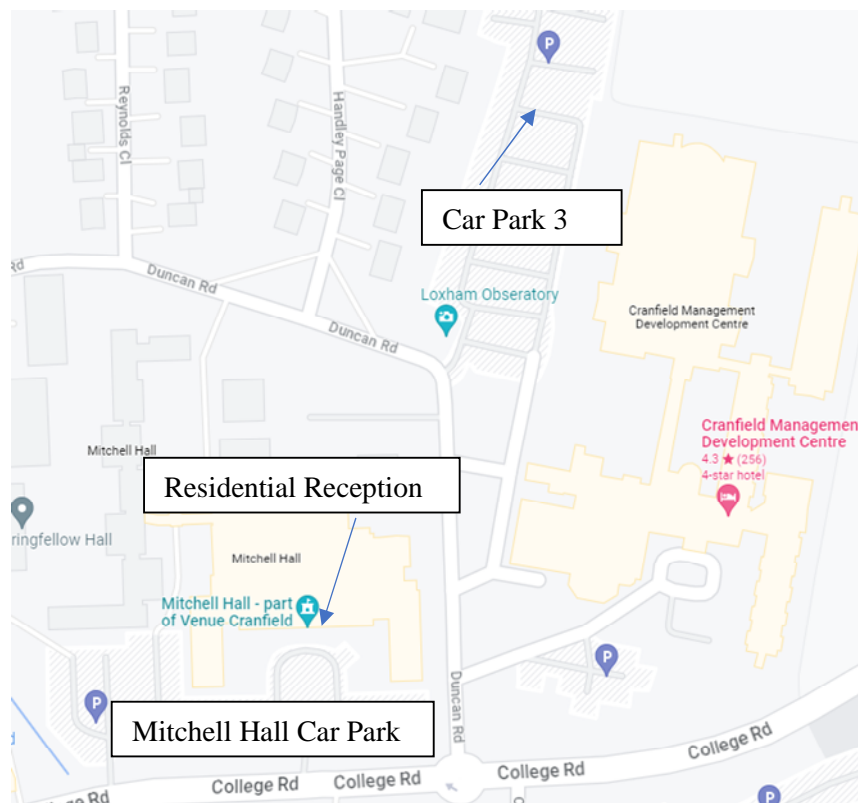 P
Reynolds Cl
Handley Page Cl
Car Park 3
Rd
Duncan Rd
Loxham Obseratory
Duncan Rd
Cranfield Management
Development Centre
Cranfield Managemen
Development Centre
4.3 ★ (256)
4-star hotel
Mitchell Hall
Residential Reception
ringfellow Hall
Mitchell Hall
Mitchell Hall - part
of Venue Cranfield
P
P
Duncan Rd
Mitchell Hall Car Park
College Rd
College Rd
College Rd
College Rd
ege Rd
P